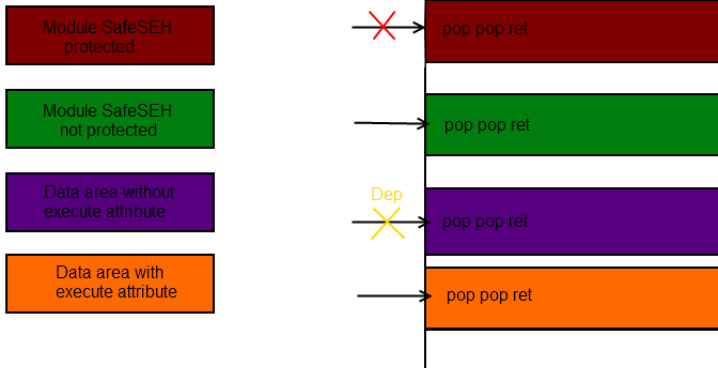 Module SafeSEH
protected
pop pop ret
Module SafeSEH
not protected
pop pop ret
Data area without
execute attribute
Dep
pop pop ret
Data area with
execute attribute
pop pop ret